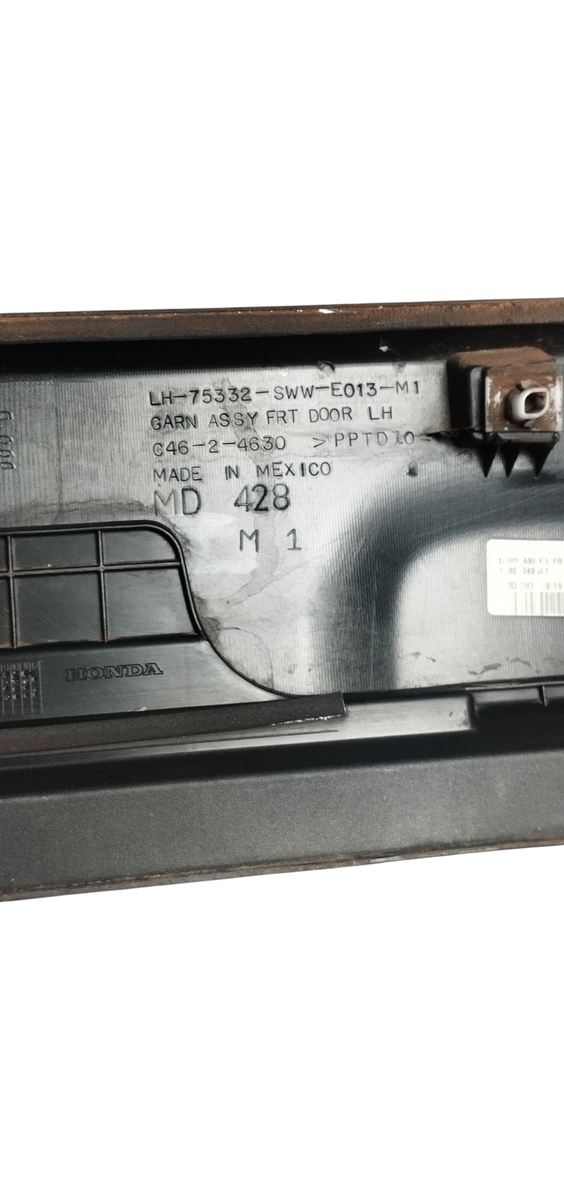 LH-75332-SWW-E013-M1
GARN ASSY FRT DOOR LH
C46-2-4630 >PPTD10
MADE IN MEXICO
MD 428
M 1
HONDA